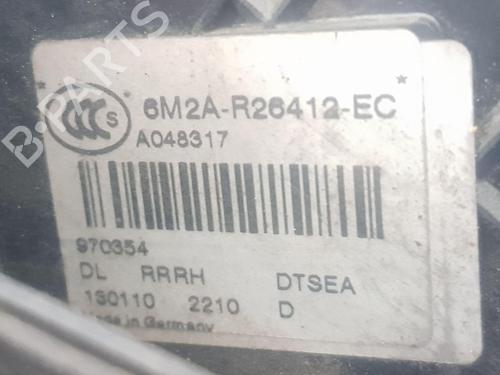 B-PARTS
CCC S
6M2A-R26412-EC
A048317
970354
DL RRRH DTSEA
130110 2210 D
Made in Germany